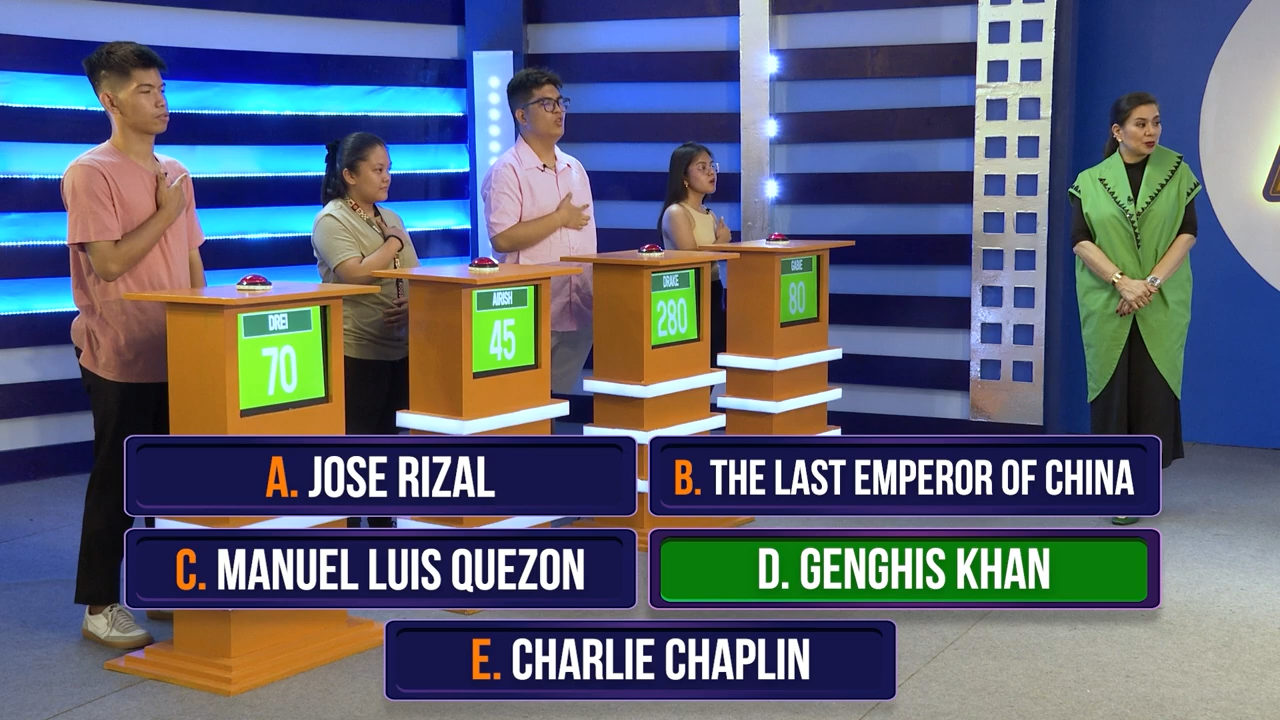 DREI
70
AIRISH
45
DRAKE
280
GABIE
80
A. JOSE RIZAL
B. THE LAST EMPEROR OF CHINA
C. MANUEL LUIS QUEZON
D. GENGHIS KHAN
E. CHARLIE CHAPLIN